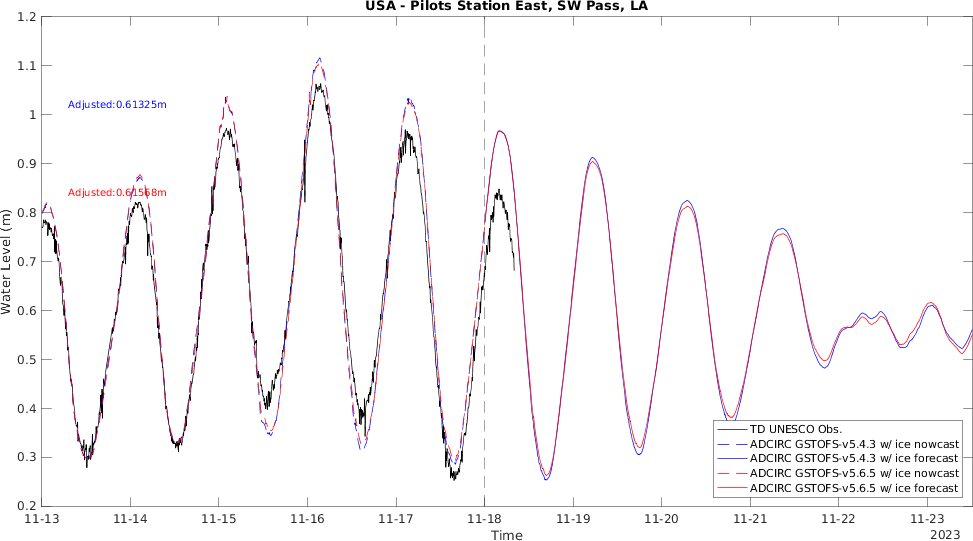 USA - Pilots Station East, SW Pass, LA
Water Level (m)
1.2
1.1
1
0.9
0.8
0.7
0.6
0.5
0.4
0.3
0.2
Adjusted:0.61325m
Adjusted:0.61568m
TD UNESCO Obs.
ADCIRC GSTOFS-v5.4.3 w/ ice nowcast
ADCIRC GSTOFS-v5.4.3 w/ ice forecast
ADCIRC GSTOFS-v5.6.5 w/ ice nowcast
ADCIRC GSTOFS-v5.6.5 w/ ice forecast
11-13 11-14 11-15 11-16 11-17 11-18 11-19 11-20 11-21 11-22 11-23
Time
2023